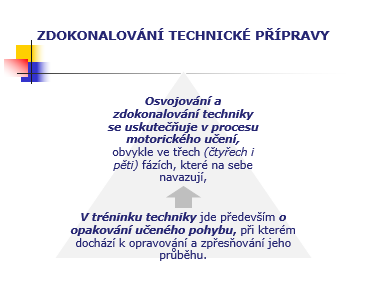 ZDOKONALOVÁNÍ TECHNICKÉ PŘÍPRAVY
Osvojování a
zdokonalování techniky
se uskutečňuje v procesu
motorického učení,
obvykle ve třech (čtyřech i
pěti) fázích, které na sebe
navazují,
V tréninku techniky jde především o
opakování učeného pohybu, při kterém
dochází k opravování a zpřesňování jeho
průběhu.